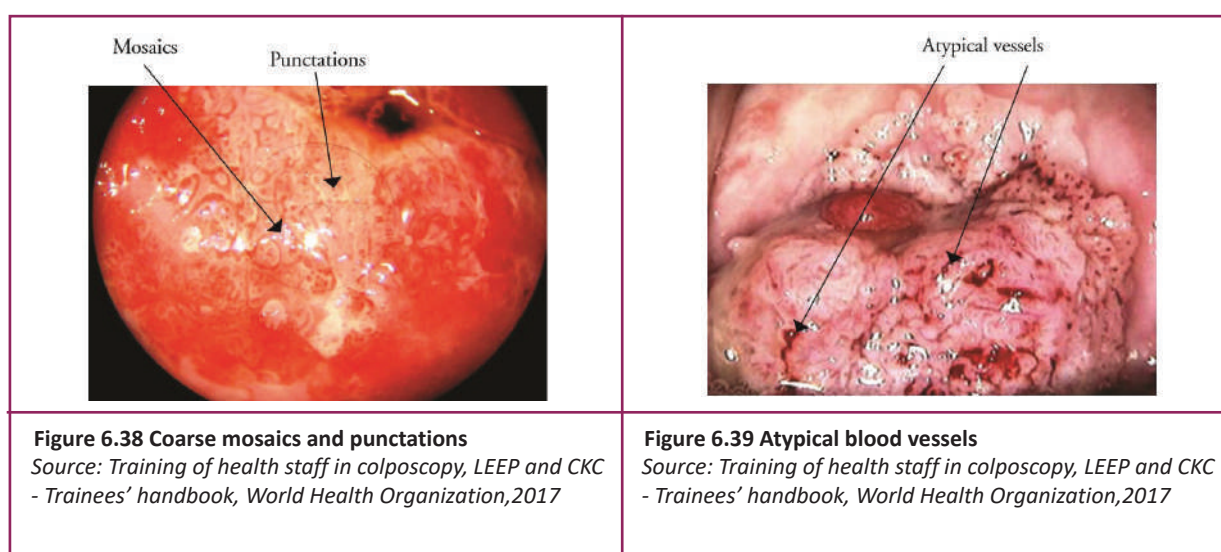 Mosaics
Punctations
Atypical vessels
Figure 6.38 Coarse mosaics and punctations
Source: Training of health staff in colposcopy, LEEP and CKC
- Trainees’ handbook, World Health Organization,2017
Figure 6.39 Atypical blood vessels
Source: Training of health staff in colposcopy, LEEP and CKC
- Trainees’ handbook, World Health Organization,2017